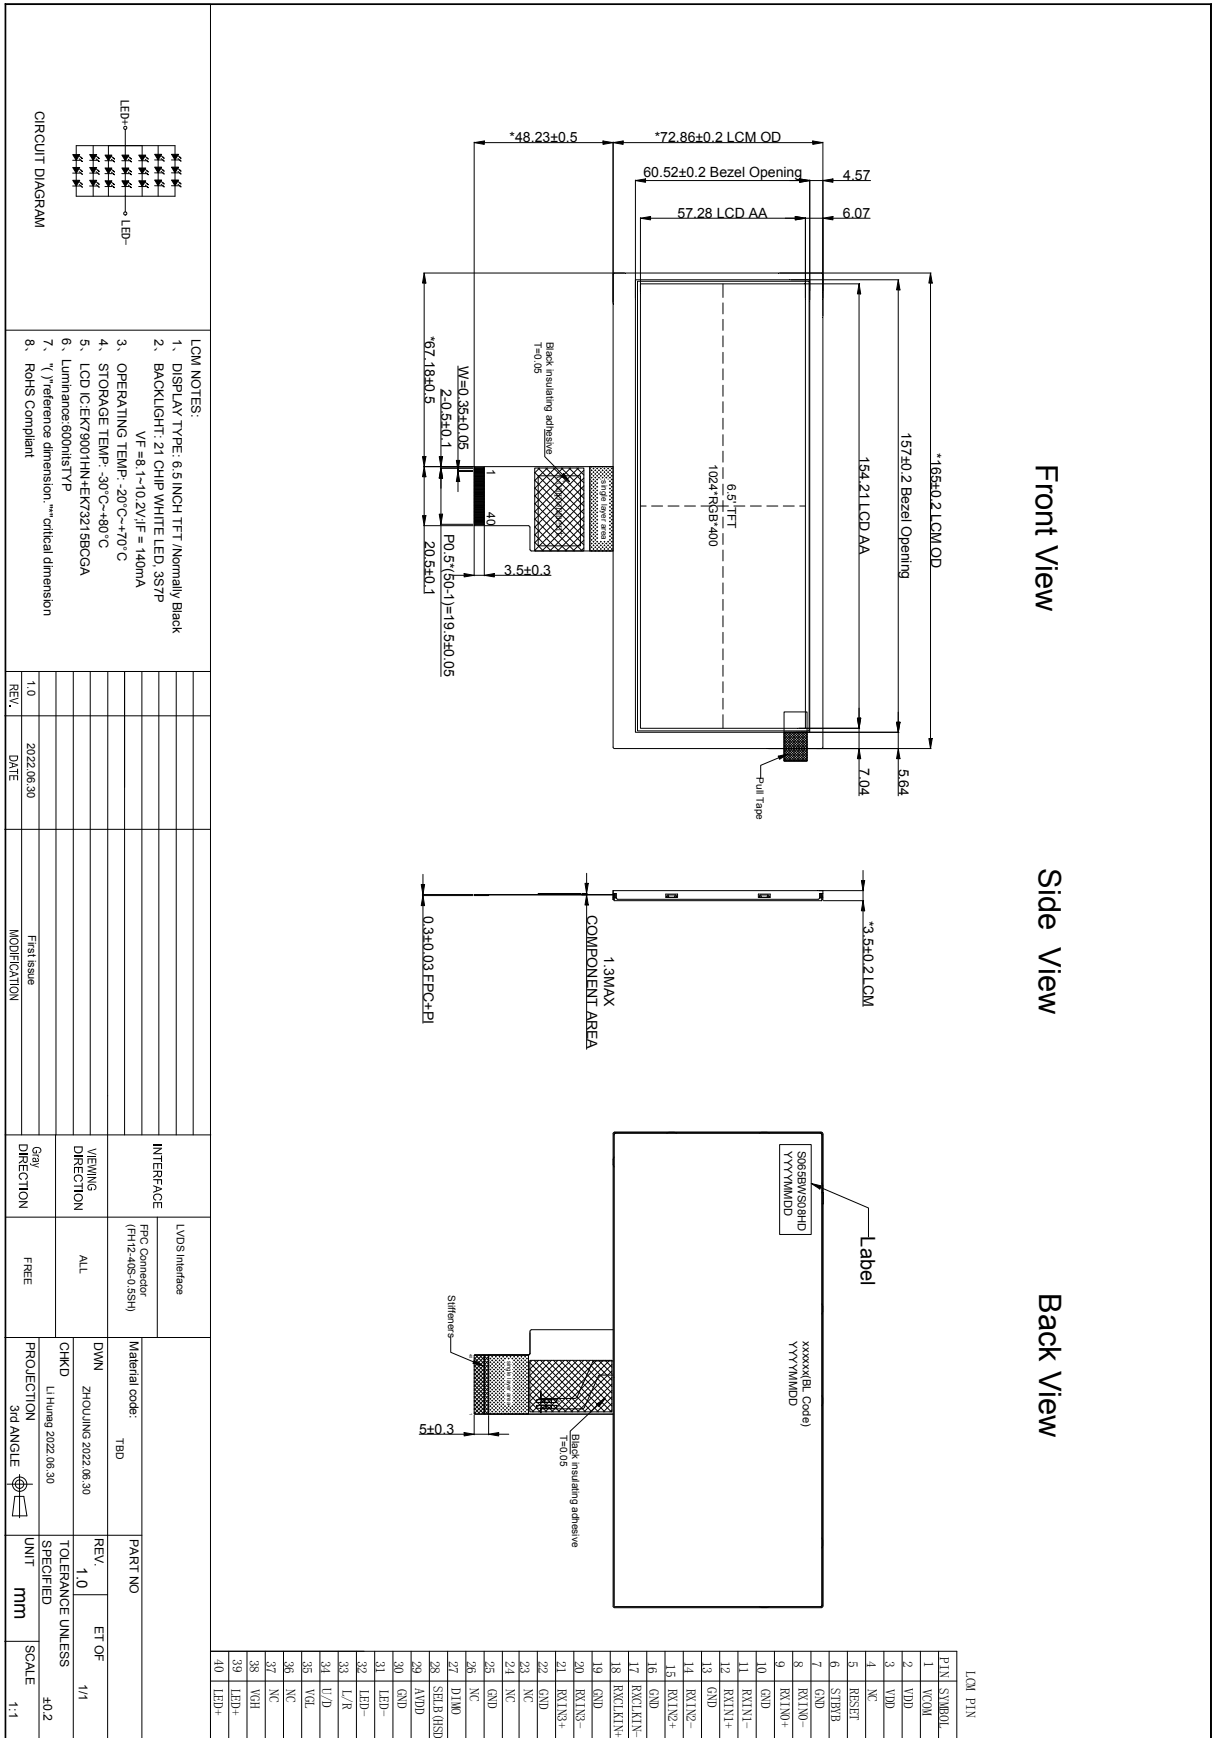 Front View
Side View
Back View
*165±0.2 LCM OD
157±0.2 Bezel Opening
154.21 LCD AA
5.64
7.04
*48.23±0.5
*72.86±0.2 LCM OD
60.52±0.2 Bezel Opening
4.57
57.28 LCD AA
6.07
6.5' TFT
1024*RGB*400
Pull Tape
Black insulating adhesive
T=0.05
single layer area
1
40
*67.18±0.5
W=0.35±0.05
2-0.5±0.1
P0.5*(50-1)=19.5±0.05
20.5±0.1
3.5±0.3
*3.5±0.2 LCM
1.3MAX
COMPONENT AREA
0.3±0.03 FPC+PI
S065BWS08HD
YYYYMMDD
Label
xxxxxx(BL Code)
YYYYMMDD
Stiffeners
single layer area
Black insulating adhesive
T=0.05
5±0.3
LCM PIN
PIN SYMBOL
1 VCOM
2 VDD
3 VDD
4 NC
5 RESET
6 STBYB
7 GND
8 RXIN0-
9 RXIN0+
10 GND
11 RXIN1-
12 RXIN1+
13 GND
14 RXIN2-
15 RXIN2+
16 GND
17 RXCLKIN-
18 RXCLKIN+
19 GND
20 RXIN3-
21 RXIN3+
22 GND
23 NC
24 NC
25 GND
26 NC
27 DIMO
28 SELB(HSD
29 AVDD
30 GND
31 LED-
32 LED-
33 L/R
34 U/D
35 VGL
36 NC
37 NC
38 VGH
39 LED+
40 LED+
LED+
LED-
CIRCUIT DIAGRAM
LCM NOTES:
1、 DISPLAY TYPE: 6.5 INCH TFT /Normally Black
2、 BACKLIGHT: 21 CHIP WHITE LED, 3S7P
VF =8.1~10.2V;IF = 140mA
3、 OPERATING TEMP: -20°C~+70°C
4、 STORAGE TEMP: -30°C~+80°C
5、 LCD IC:EK79001HN+EK73215BCGA
6、 Luminance:600nitsTYP
7、 "( )"reference dimension."*"critical dimension
8、 RoHS Compliant
1.0 2022.06.30 First issue
REV. DATE MODIFICATION
INTERFACE
LVDS Interface
FPC Connector
(FH12-40S-0.5SH)
VIEWING
DIRECTION
ALL
Gray
DIRECTION
FREE
Material code:
TBD
PART NO
DWN ZHOUJING 2022.06.30
CHKD
Li Hunag 2022.06.30
REV. 1.0
ET OF 1/1
TOLERANCE UNLESS
SPECIFIED ±0.2
PROJECTION
3rd ANGLE
UNIT mm
SCALE 1:1